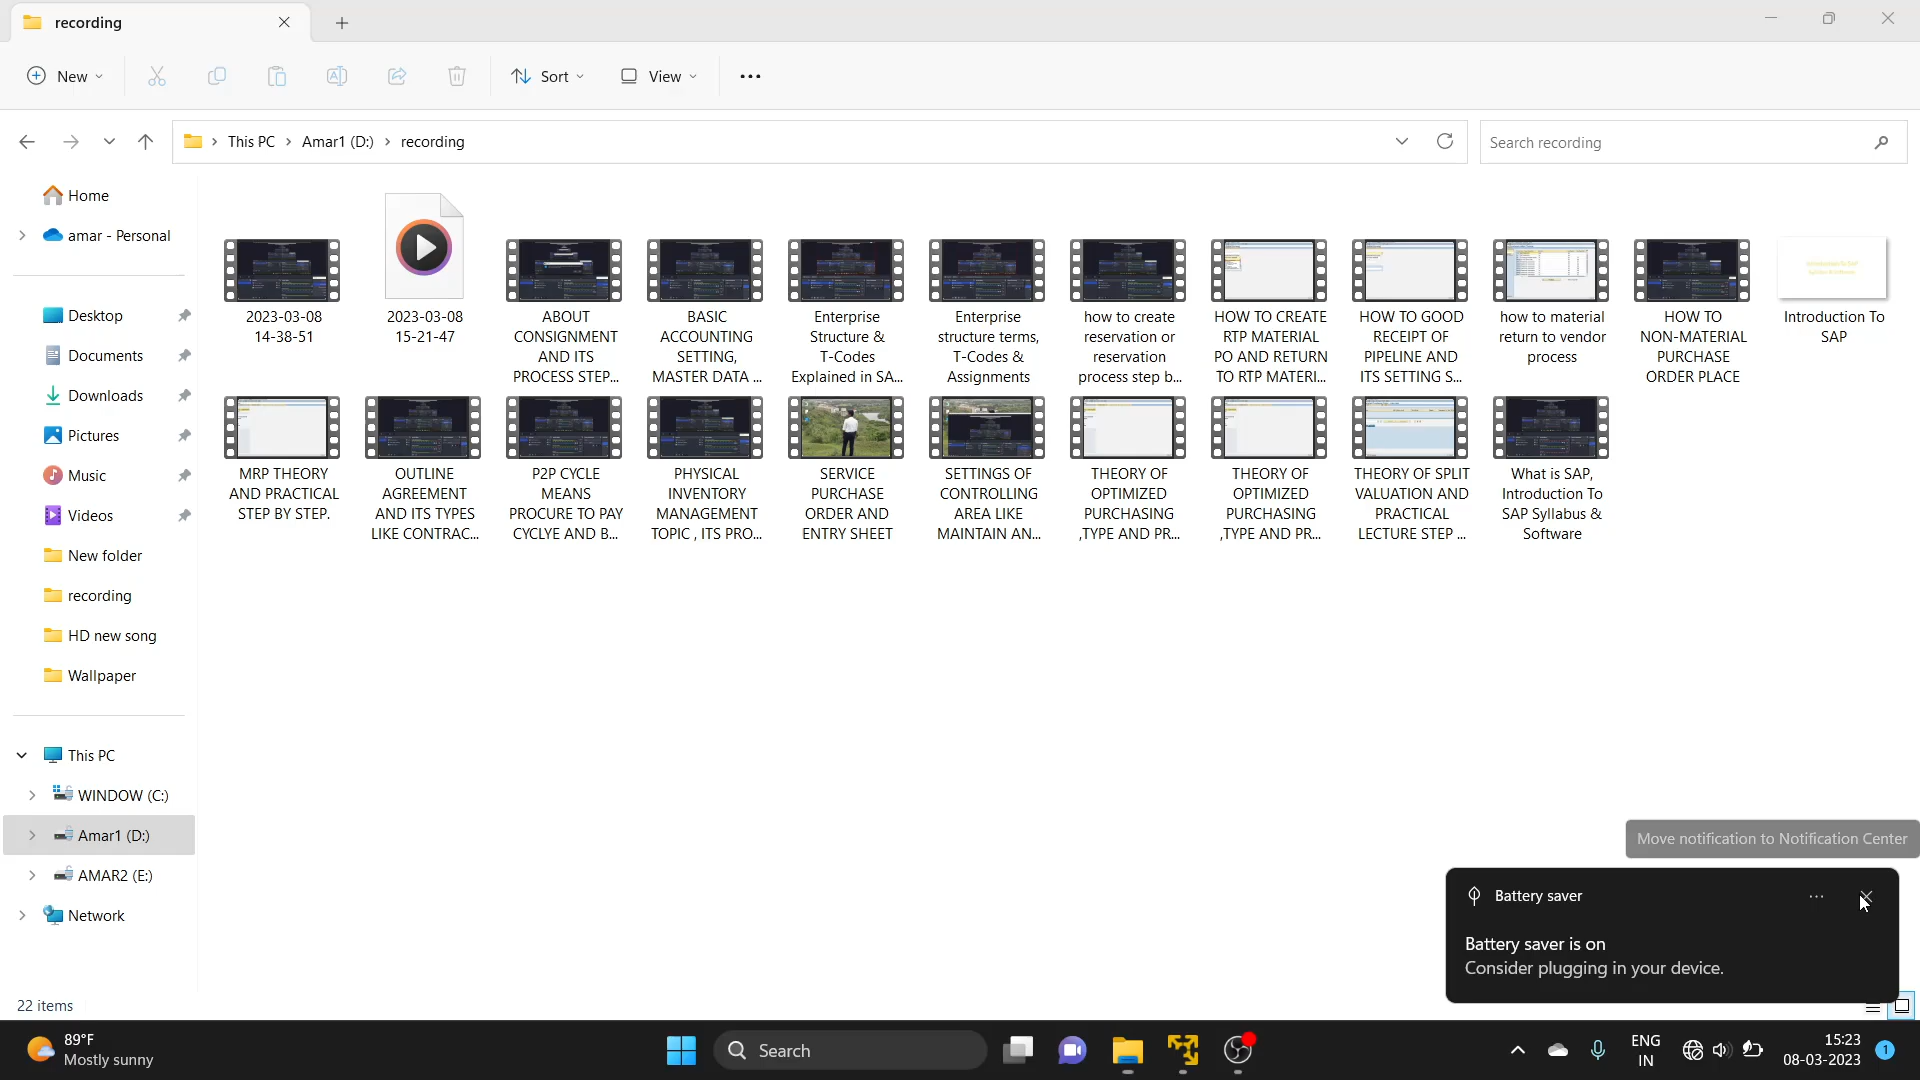 recording
New
Sort
View
This PC
Amar1 (D:)
recording
Search recording
Home
amar - Personal
Desktop
Documents
Downloads
Pictures
Music
Videos
New folder
recording
HD new song
Wallpaper
This PC
WINDOW (C:)
Amar1 (D:)
AMAR2 (E:)
Network
2023-03-08
14-38-51
2023-03-08
15-21-47
ABOUT
CONSIGNMENT
AND ITS
PROCESS STEP...
BASIC
ACCOUNTING
SETTING,
MASTER DATA ...
Enterprise
Structure &
T-Codes
Explained in SA...
Enterprise
structure terms,
T-Codes &
Assignments
how to create
reservation or
reservation
process step b...
HOW TO CREATE
RTP MATERIAL
PO AND RETURN
TO RTP MATERI...
HOW TO GOOD
RECEIPT OF
PIPELINE AND
ITS SETTING S...
how to material
return to vendor
process
HOW TO
NON-MATERIAL
PURCHASE
ORDER PLACE
Introduction To
SAP
MRP THEORY
AND PRACTICAL
STEP BY STEP.
OUTLINE
AGREEMENT
AND ITS TYPES
LIKE CONTRAC...
P2P CYCLE
MEANS
PROCURE TO PAY
CYCLYE AND B...
PHYSICAL
INVENTORY
MANAGEMENT
TOPIC , ITS PRO...
SERVICE
PURCHASE
ORDER AND
ENTRY SHEET
SETTINGS OF
CONTROLLING
AREA LIKE
MAINTAIN AN...
THEORY OF
OPTIMIZED
PURCHASING
,TYPE AND PR...
THEORY OF
OPTIMIZED
PURCHASING
,TYPE AND PR...
THEORY OF SPLIT
VALUATION AND
PRACTICAL
LECTURE STEP ...
What is SAP,
Introduction To
SAP Syllabus &
Software
Move notification to Notification Center
Battery saver
Battery saver is on
Consider plugging in your device.
22 items
89°F
Mostly sunny
Search
ENG
IN
15:23
08-03-2023
1